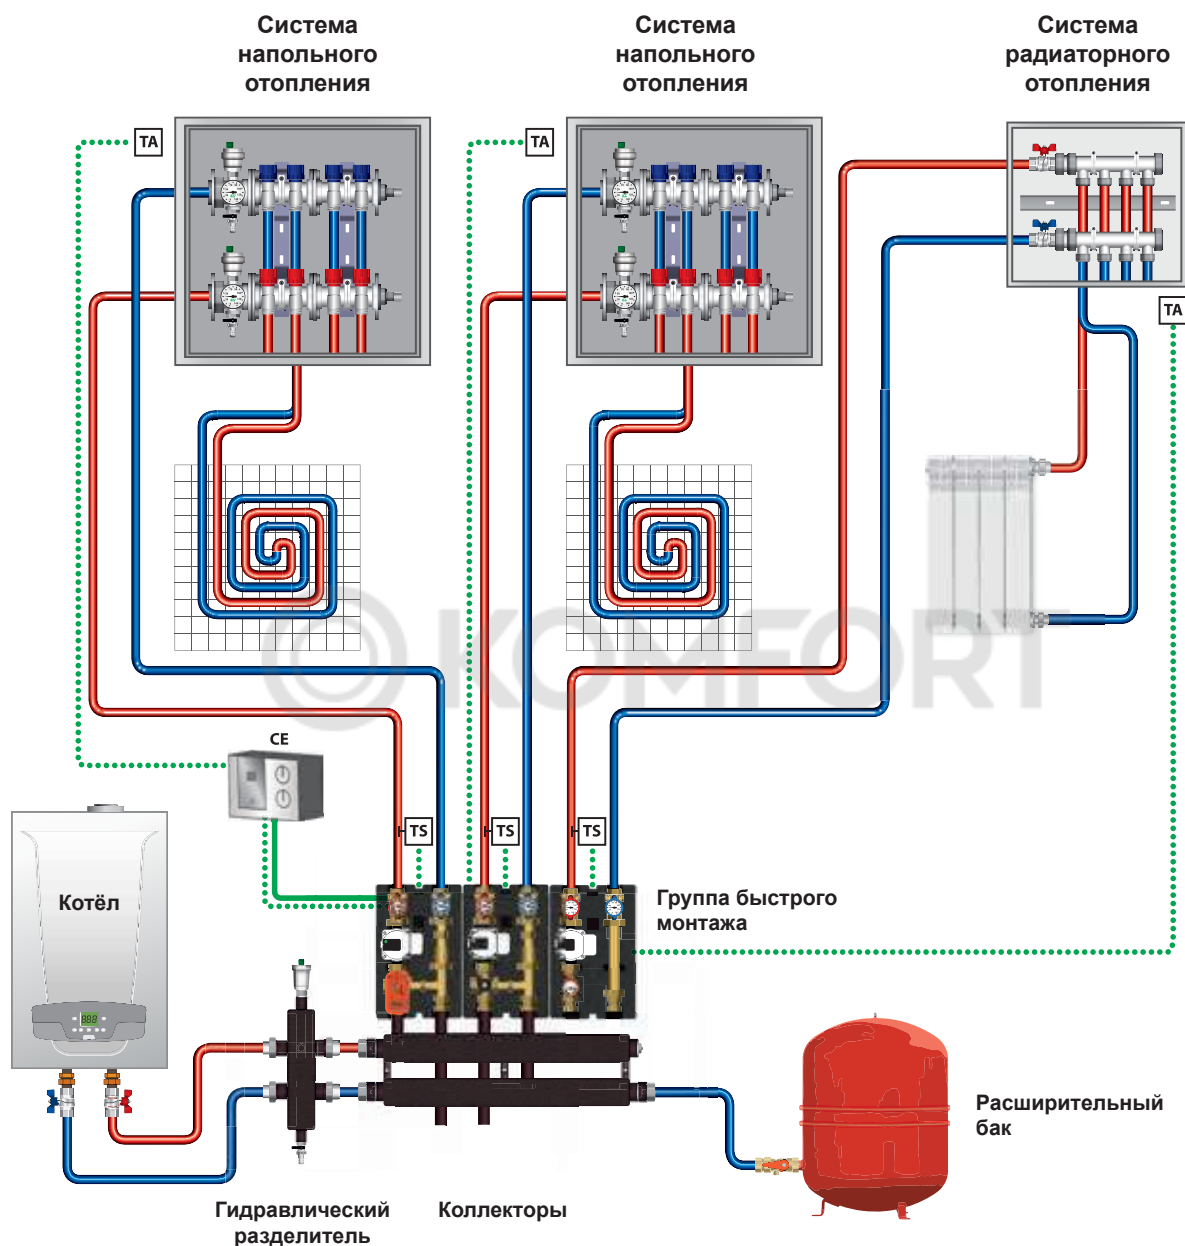 Система
напольного
отопления
Система
напольного
отопления
Система
радиаторного
отопления
TA
TA
TA
CE
TS
TS
TS
Котёл
888
Группа быстрого
монтажа
© KOMFORT
Расширительный
бак
Гидравлический
разделитель
Коллекторы